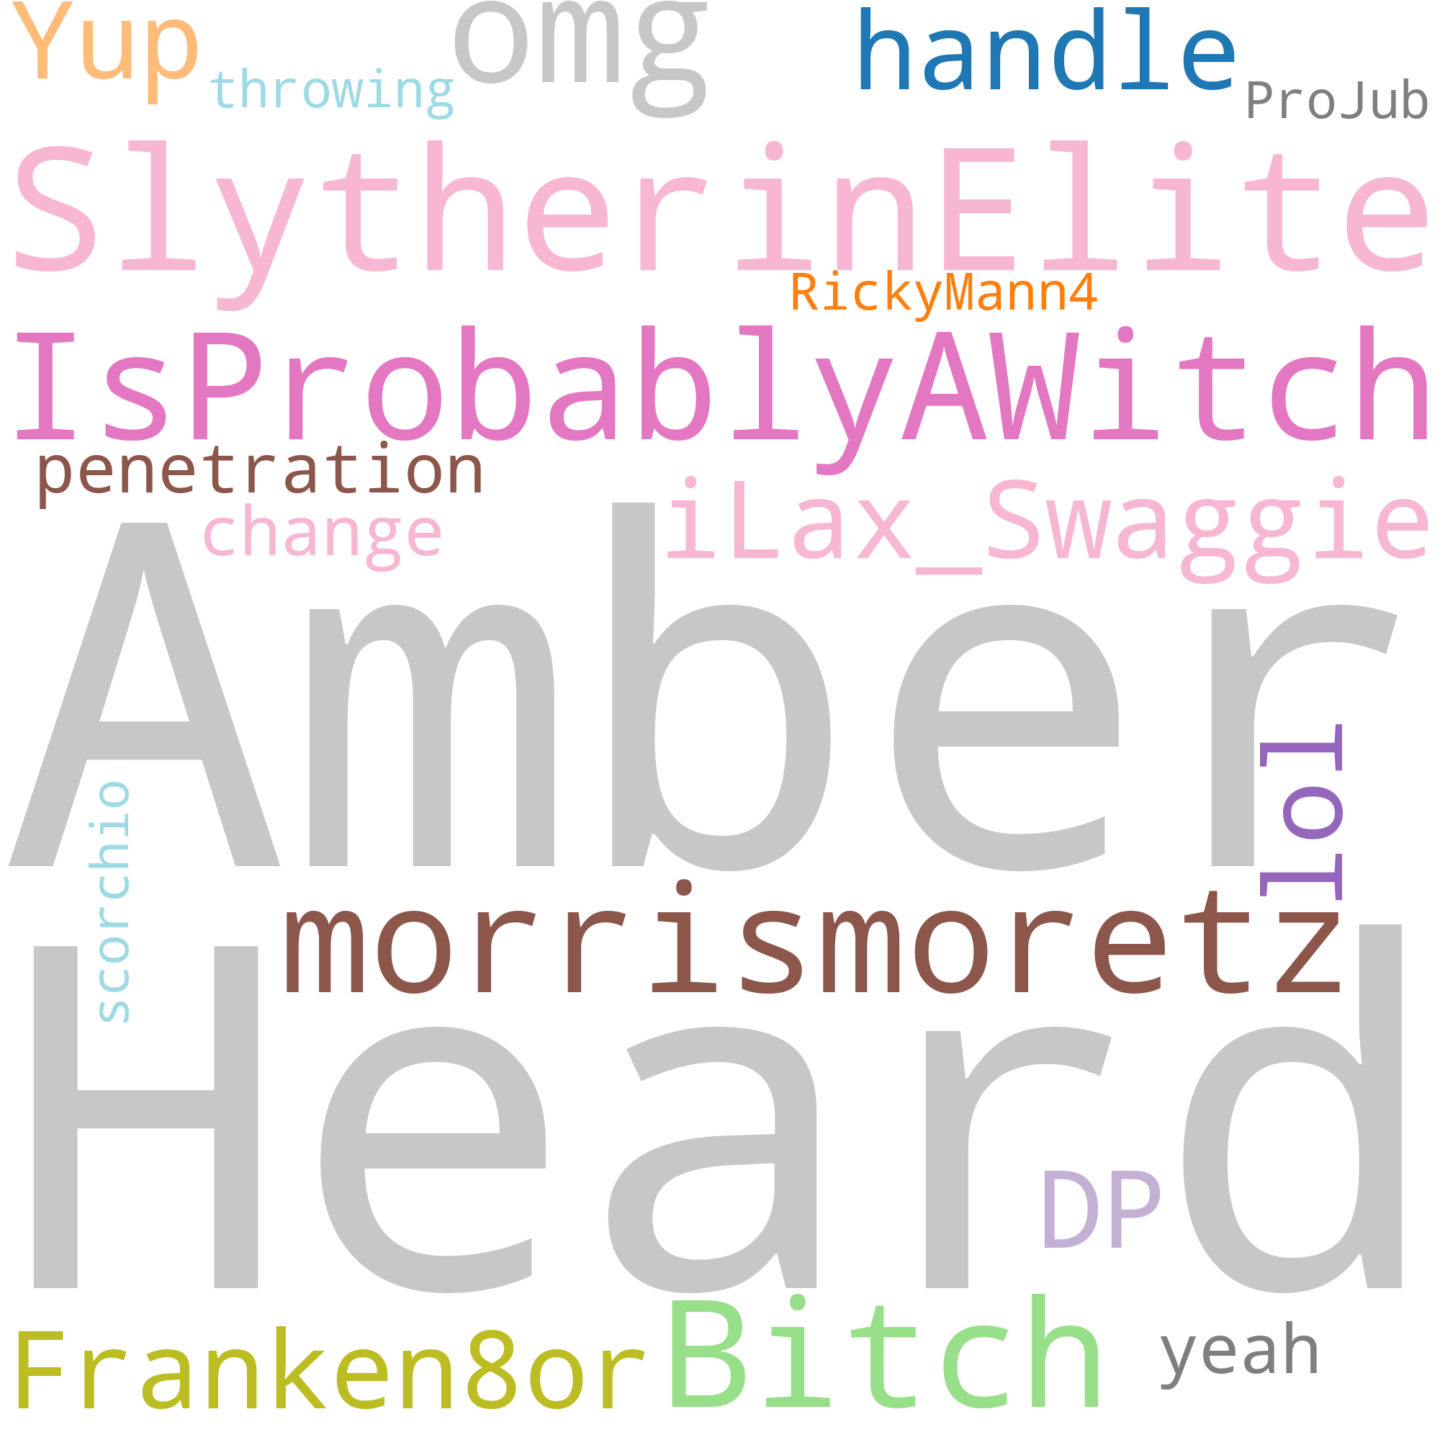 Yup omg handle
throwing ProJub
SlytherinElite
RickyMann4
IsProbablyAWitch
penetration
change iLax_Swaggie
Amber
lol
scorchio
morrismoretz
Heard
DP
Franken8or Bitch yeah